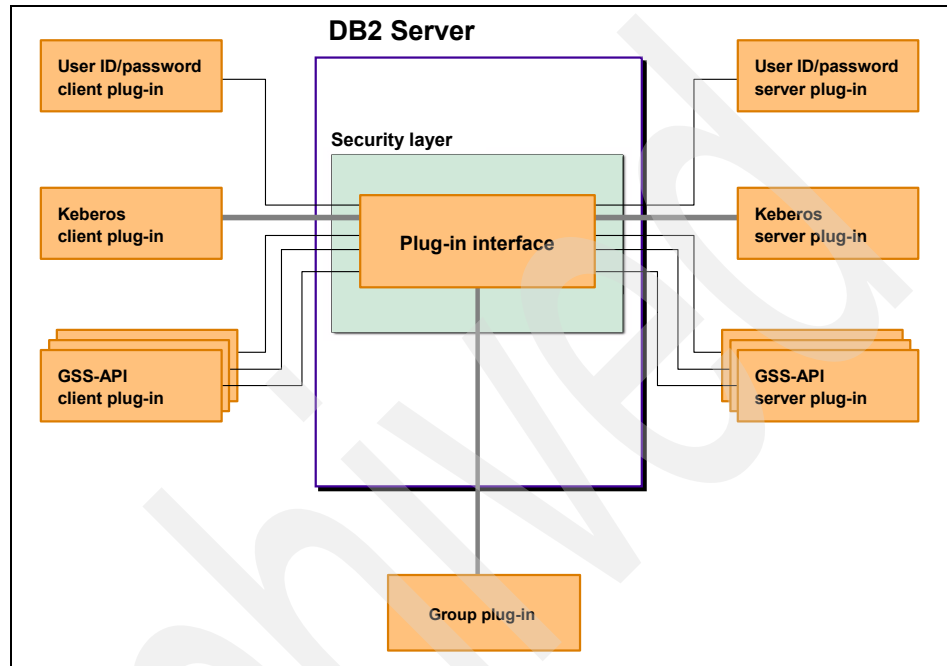 DB2 Server
User ID/password
client plug-in
User ID/password
server plug-in
Security layer
Keberos
client plug-in
Plug-in interface
Keberos
server plug-in
GSS-API
client plug-in
GSS-API
server plug-in
Group plug-in